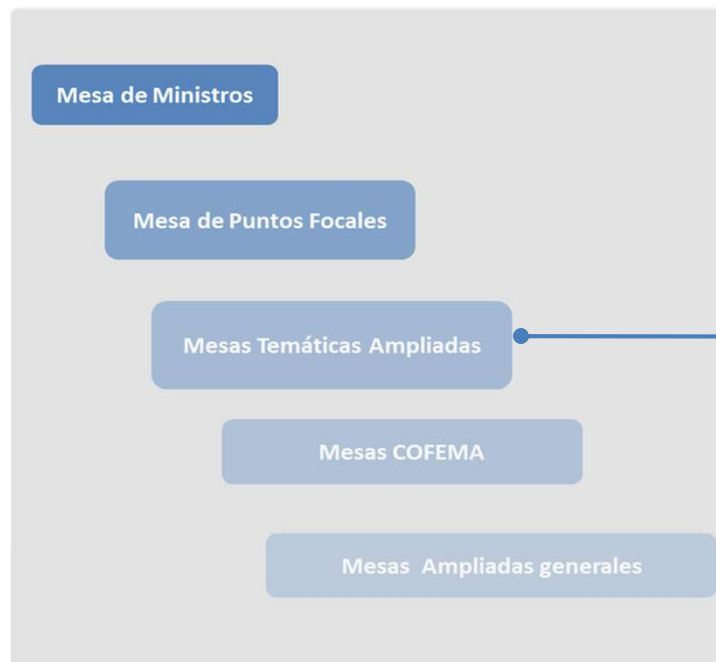 Mesa de Ministros
Mesa de Puntos Focales
Mesas Temáticas Ampliadas
Mesas COFEMA
Mesas Ampliadas generales